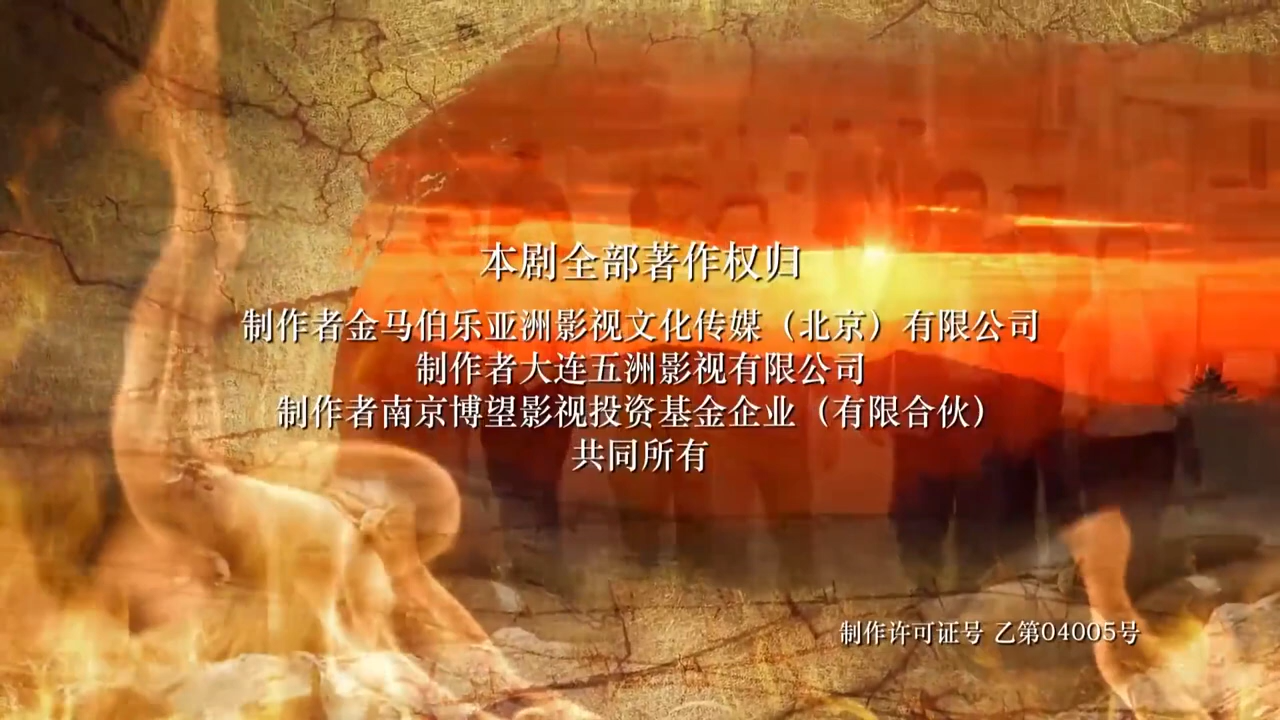 本剧全部著作权归
制作者金马伯乐亚洲影视文化传媒（北京）有限公司
制作者大连五洲影视有限公司
制作者南京博望影视投资基金企业（有限合伙）
共同所有
制作许可证号 乙第04005号